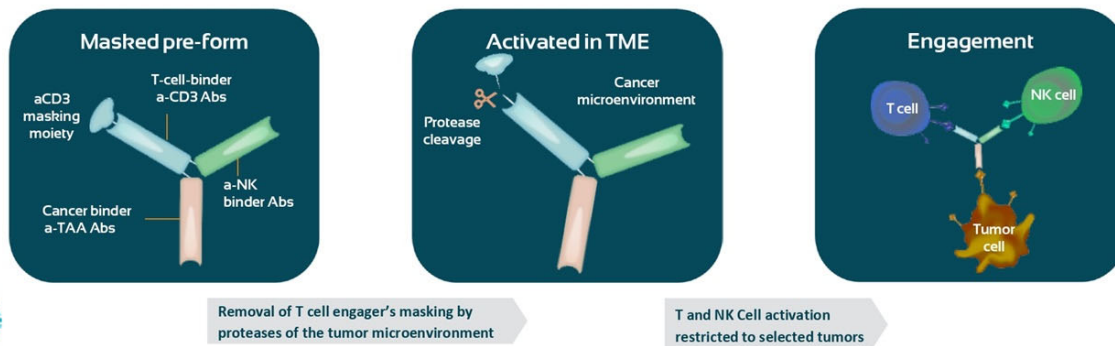 Masked pre-form
T-cell-binder
a-CD3 Abs
aCD3
masking
moiety
a-NK
binder Abs
Cancer binder
a-TAA Abs
Activated in TME
Cancer
microenvironment
Protease
cleavage
Engagement
T cell
NK cell
Tumor
cell
Removal of T cell engager's masking by
proteases of the tumor microenvironment
T and NK Cell activation
restricted to selected tumors